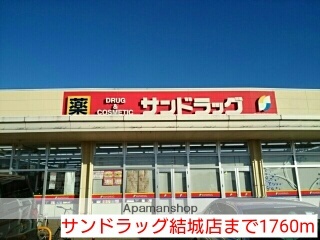 薬
DRUG
&
COSMETIC
サンドラッグ
Apamanshop
サンドラッグ結城店まで1760m